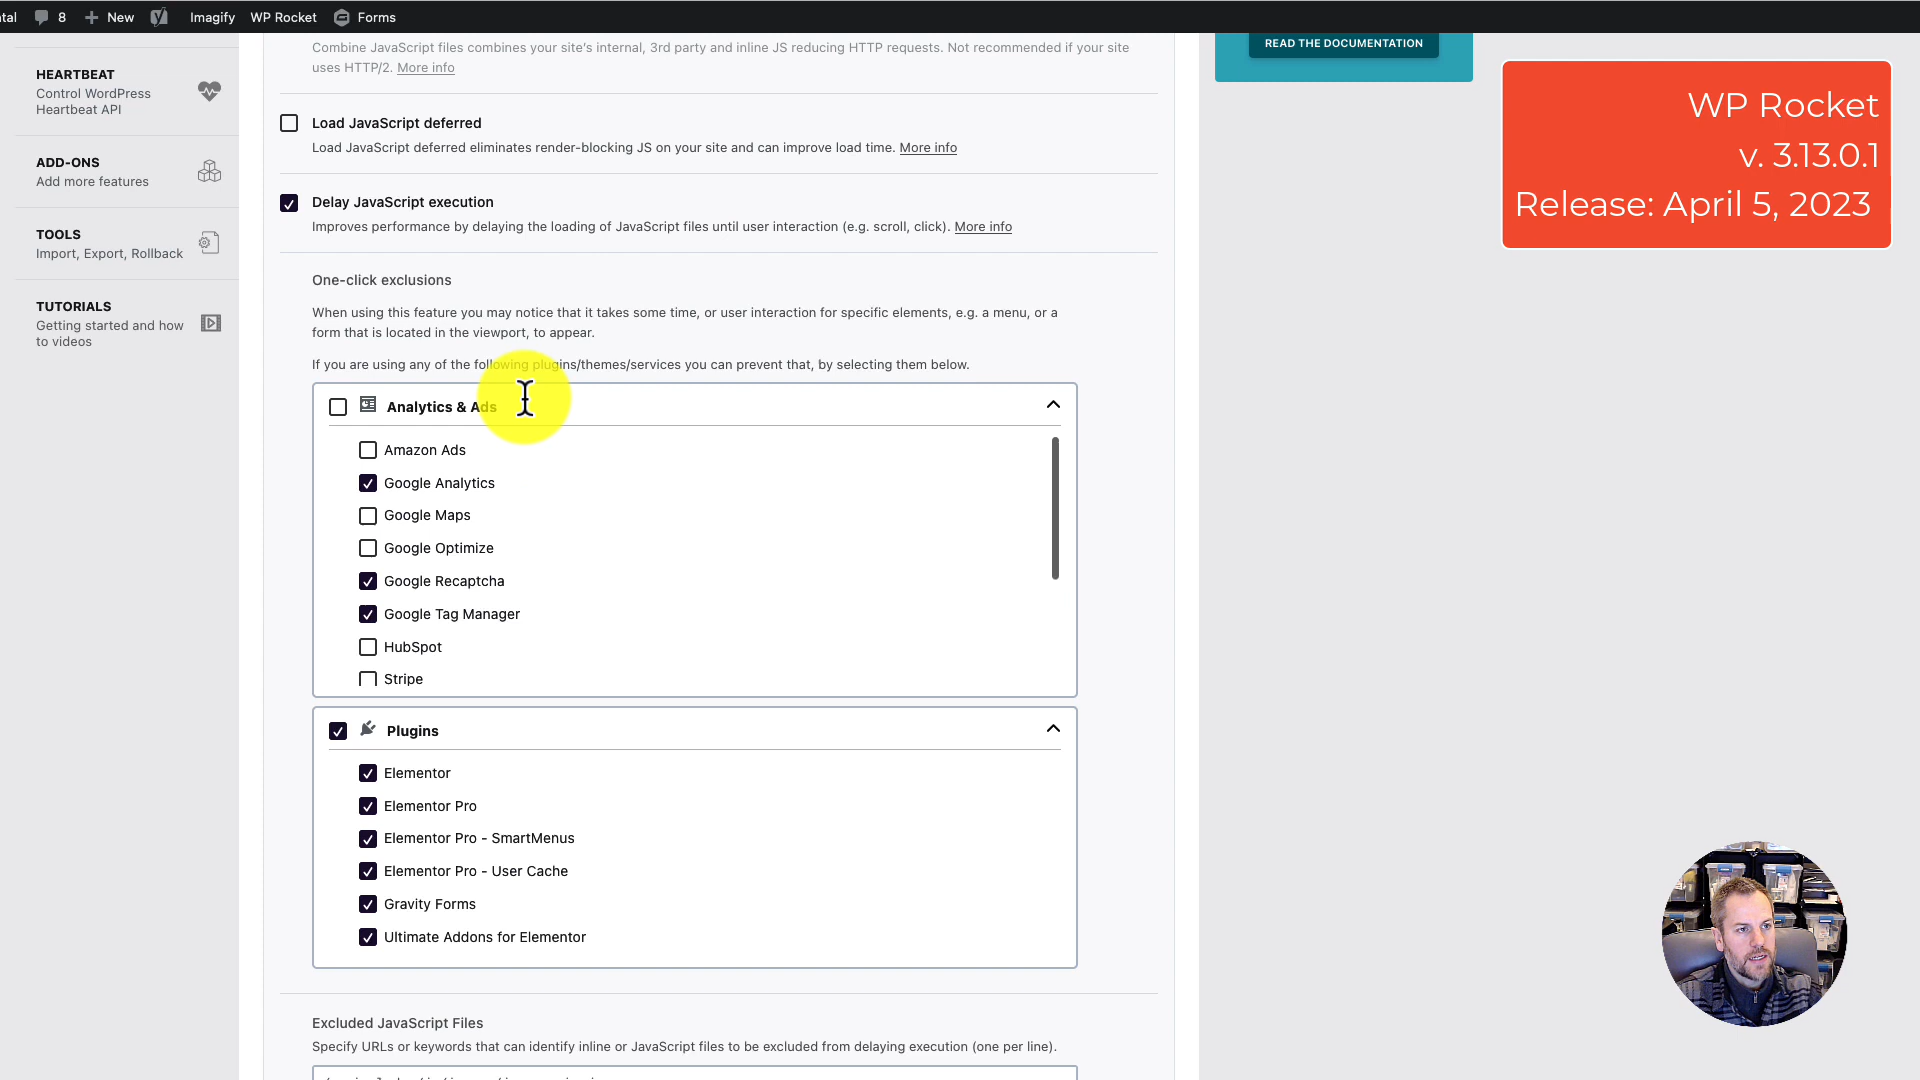 8 New Imagify WP Rocket Forms
Combine JavaScript files combines your site's internal, 3rd party and inline JS reducing HTTP requests. Not recommended if your site
uses HTTP/2. More info
READ THE DOCUMENTATION
HEARTBEAT
Control WordPress
Heartbeat API
ADD-ONS
Add more features
TOOLS
Import, Export, Rollback
TUTORIALS
Getting started and how
to videos
Load JavaScript deferred
Load JavaScript deferred eliminates render-blocking JS on your site and can improve load time. More info
Delay JavaScript execution
Improves performance by delaying the loading of JavaScript files until user interaction (e.g. scroll, click). More info
One-click exclusions
When using this feature you may notice that it takes some time, or user interaction for specific elements, e.g. a menu, or a
form that is located in the viewport, to appear.
If you are using any of the following plugins/themes/services you can prevent that, by selecting them below.
Analytics & Ads
Amazon Ads
Google Analytics
Google Maps
Google Optimize
Google Recaptcha
Google Tag Manager
HubSpot
Stripe
Plugins
Elementor
Elementor Pro
Elementor Pro - SmartMenus
Elementor Pro - User Cache
Gravity Forms
Ultimate Addons for Elementor
Excluded JavaScript Files
Specify URLs or keywords that can identify inline or JavaScript files to be excluded from delaying execution (one per line).
WP Rocket
v. 3.13.0.1
Release: April 5, 2023